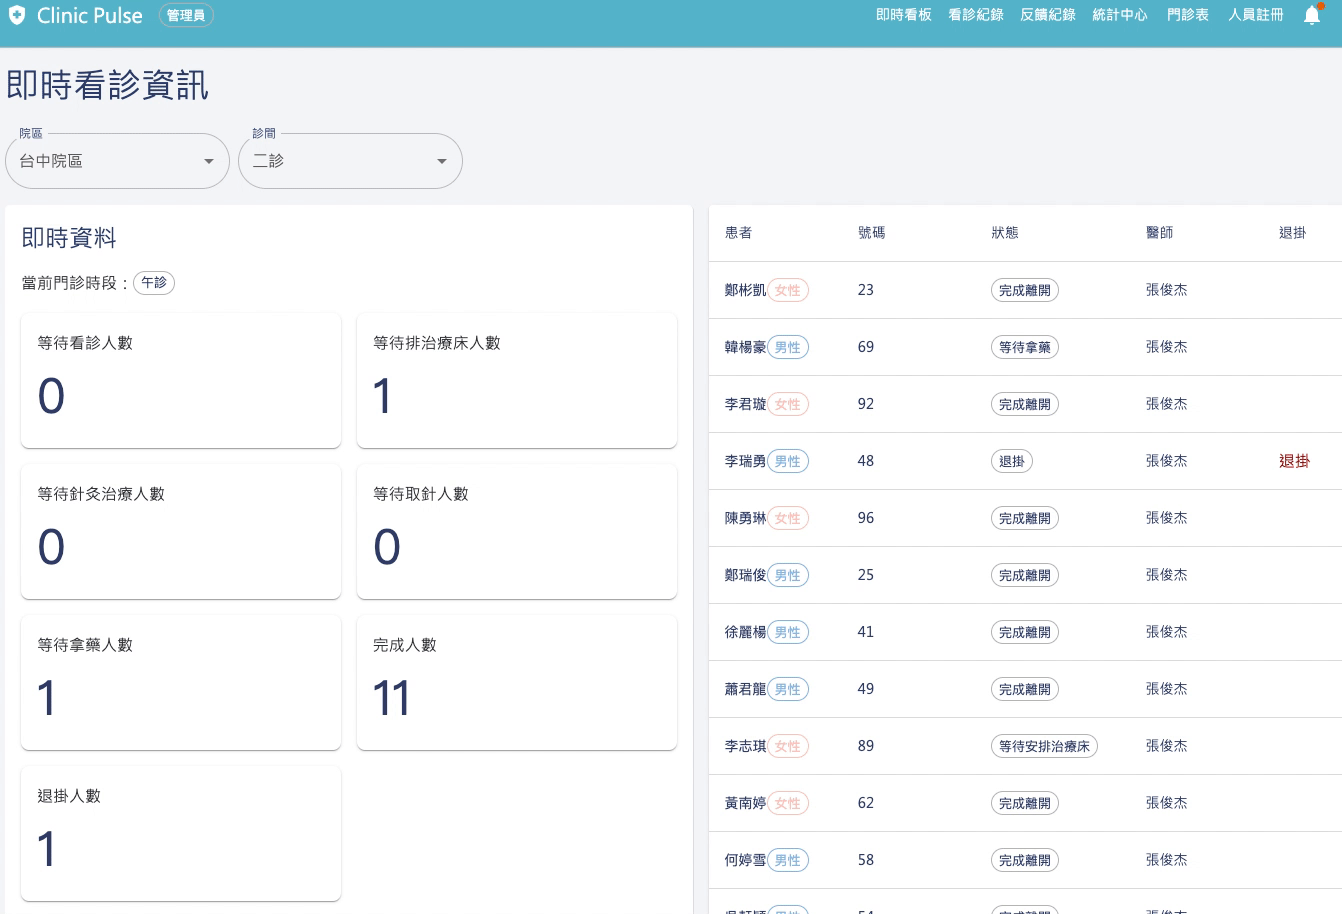 Clinic Pulse 管理員 即時看板 看診紀錄 反饋紀錄 統計中心 門診表 人員註冊
即時看診資訊
院區 診間
台中院區 二診
即時資料
當前門診時段： 午診
等待看診人數 等待排治療床人數
0 1
等待針灸治療人數 等待取針人數
0 0
等待拿藥人數 完成人數
1 11
退掛人數
1
患者 號碼 狀態 醫師 退掛
鄭彬凱 女性 23 完成離開 張俊杰
韓楊豪 男性 69 等待拿藥 張俊杰
李君璇 女性 92 完成離開 張俊杰
李瑞勇 男性 48 退掛 張俊杰 退掛
陳勇琳 女性 96 完成離開 張俊杰
鄭瑞俊 男性 25 完成離開 張俊杰
徐麗楊 男性 41 完成離開 張俊杰
蕭君龍 男性 49 完成離開 張俊杰
李志琪 女性 89 等待安排治療床 張俊杰
黃南婷 女性 62 完成離開 張俊杰
何婷雪 男性 58 完成離開 張俊杰